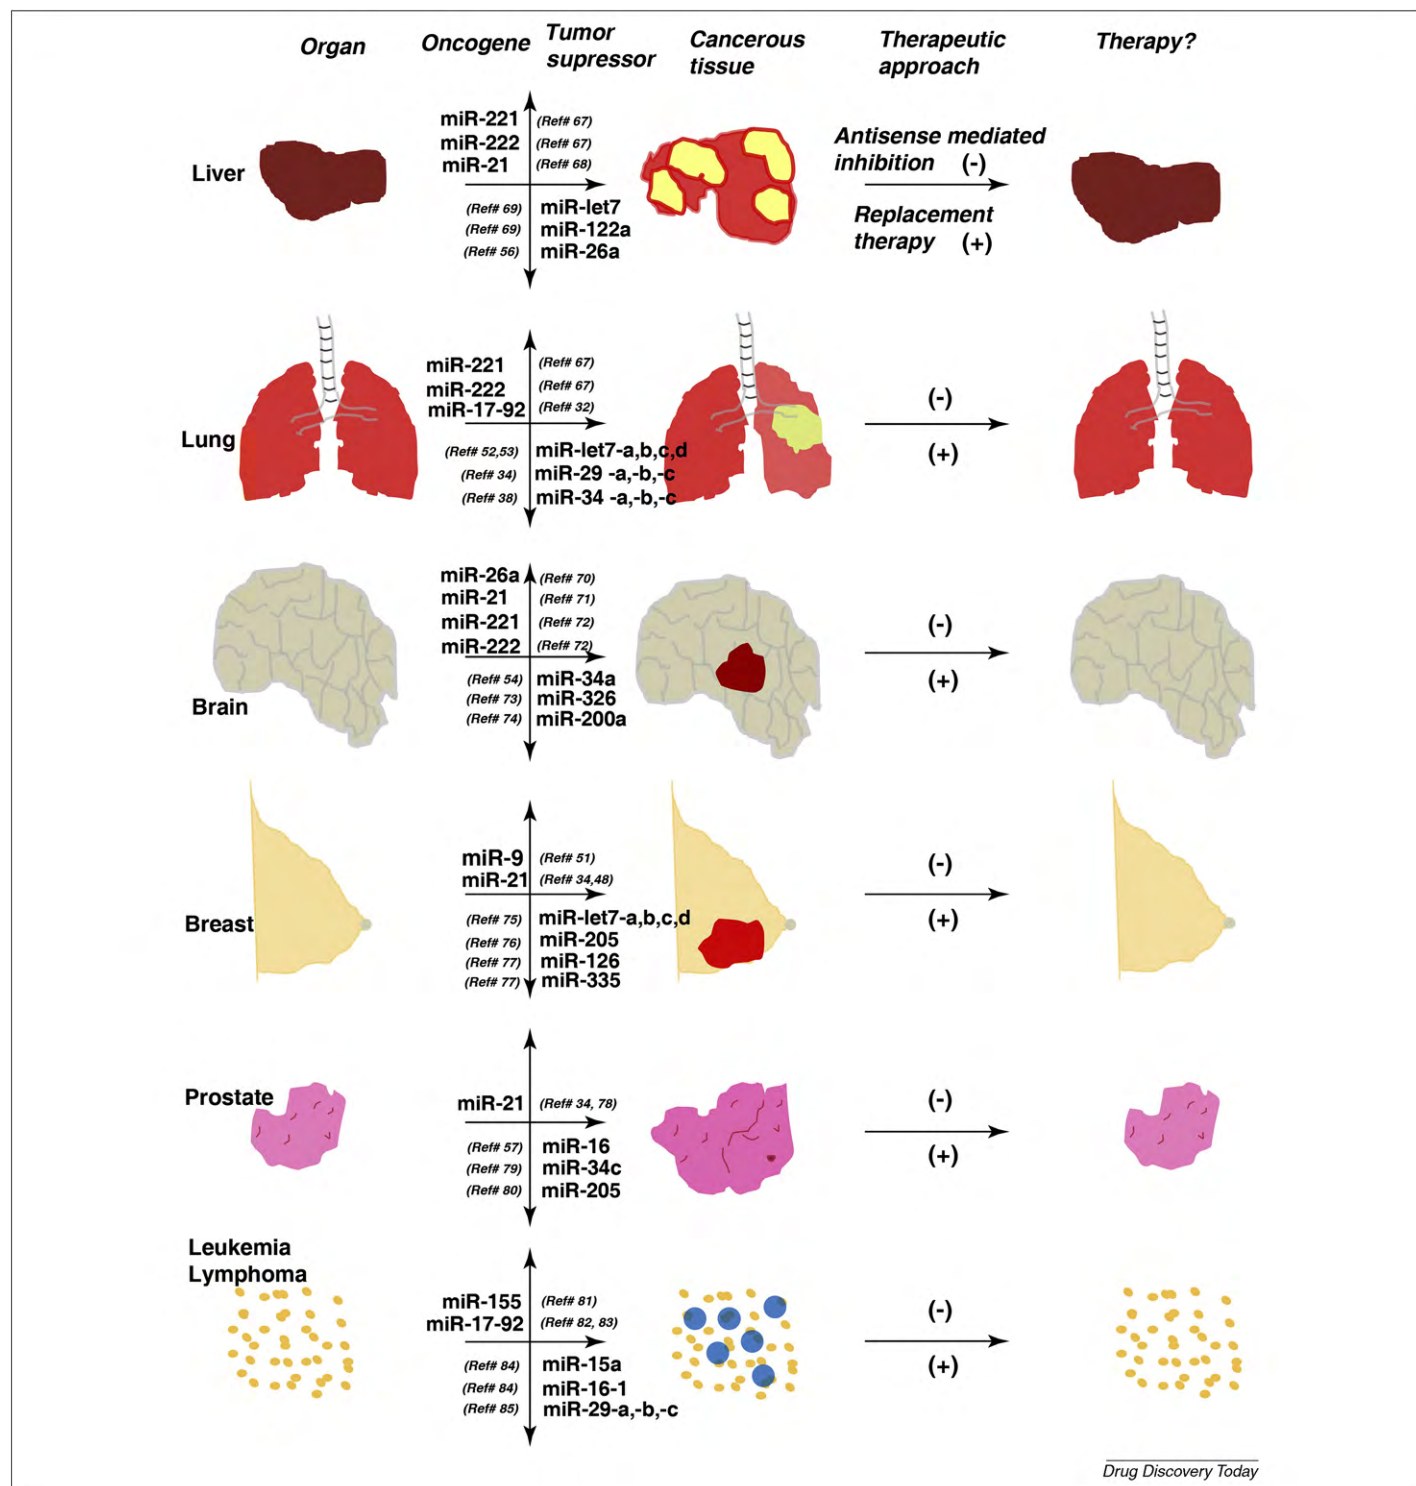 Organ
Oncogene
Tumor
supressor
Cancerous
tissue
Therapeutic
approach
Therapy?
Liver
miR-221 (Ref# 67)
miR-222 (Ref# 67)
miR-21 (Ref# 68)
(Ref# 69) miR-let7
(Ref# 69) miR-122a
(Ref# 56) miR-26a
Antisense mediated
inhibition (-)
Replacement
therapy (+)
Lung
miR-221 (Ref# 67)
miR-222 (Ref# 67)
miR-17-92 (Ref# 32)
(Ref# 52,53) miR-let7-a,b,c,d
(Ref# 34) miR-29 -a,-b,-c
(Ref# 38) miR-34 -a,-b,-c
(-)
(+)
Brain
miR-26a (Ref# 70)
miR-21 (Ref# 71)
miR-221 (Ref# 72)
miR-222 (Ref# 72)
(Ref# 54) miR-34a
(Ref# 73) miR-326
(Ref# 74) miR-200a
(-)
(+)
Breast
miR-9 (Ref# 51)
miR-21 (Ref# 34,48)
(Ref# 75) miR-let7-a,b,c,d
(Ref# 76) miR-205
(Ref# 77) miR-126
(Ref# 77) miR-335
(-)
(+)
Prostate
miR-21 (Ref# 34, 78)
(Ref# 57) miR-16
(Ref# 79) miR-34c
(Ref# 80) miR-205
(-)
(+)
Leukemia
Lymphoma
miR-155 (Ref# 81)
miR-17-92 (Ref# 82, 83)
(Ref# 84) miR-15a
(Ref# 84) miR-16-1
(Ref# 85) miR-29-a,-b,-c
(-)
(+)
Drug Discovery Today